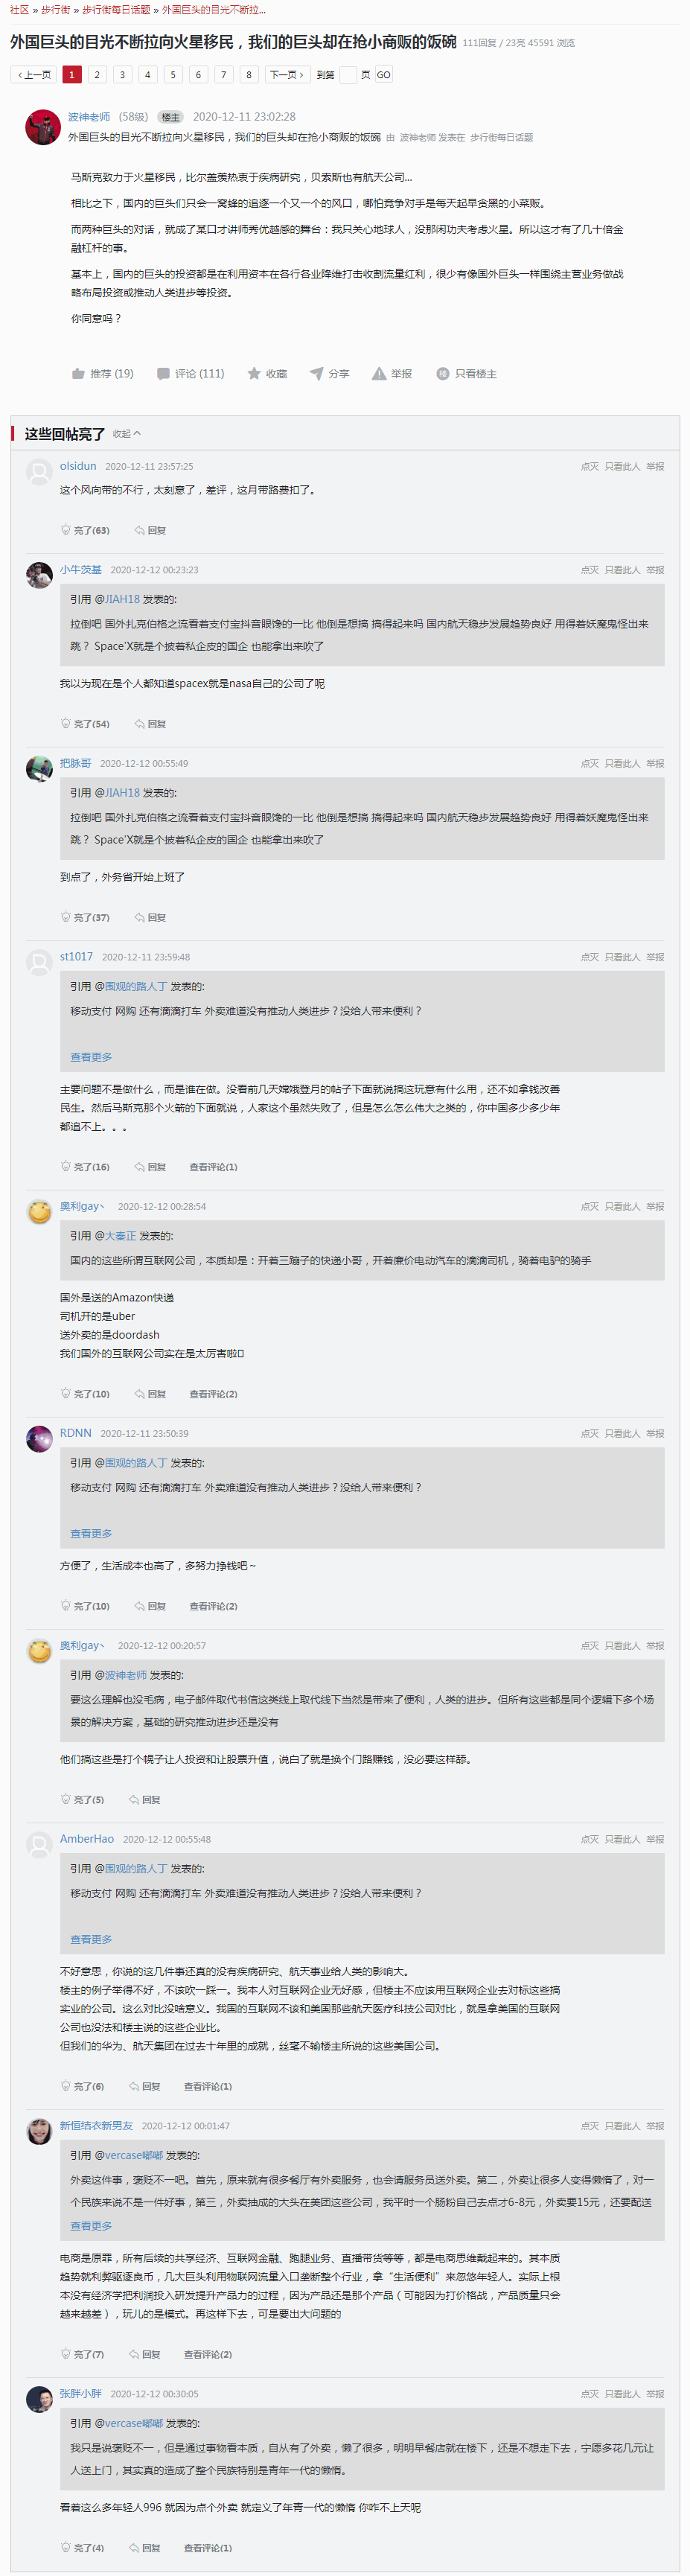 社区 » 步行街 » 步行街每日话题 » 外国巨头的目光不断拉向火星移民,我们的巨头却在抢...
外国巨头的目光不断拉向火星移民,我们的巨头却在抢小商贩的饭碗 111回复 / 23亮 45591 浏览
上一页 1 2 3 4 5 6 7 8 下一页 到第 页 GO
波神老师 (58级) 楼主 2020-12-11 23:02:28
外国巨头的目光不断拉向火星移民,我们的巨头却在抢小商贩的饭碗 由 波神老师 发表在 步行街每日话题
马斯克致力于火星移民,比尔盖茨热衷于疾病研究,贝索斯也有航天公司...
相比之下,国内的巨头们只会一窝蜂的追逐一个又一个的风口,哪怕竞争对手是每天起早贪黑的小菜贩。
而两种巨头的对话,就成了某口才讲师秀优越感的舞台:我只关心地球人,没那闲功夫考虑火星。所以这才有了几十倍金
融杠杆的事。
基本上,国内的巨头的投资都是在利用资本在各行各业降维打击收割流量红利,很少有像国外巨头一样围绕主营业务做战
略布局投资或推动人类进步等投资。
你同意吗?
推荐 (19) 评论 (111) 收藏 分享 举报 只看楼主
这些回帖亮了 收起
olsidun 2020-12-11 23:57:25 点灭 只看此人 举报
这个风向带的不行,太刻意了,差评,这月带路费扣了。
亮了(63) 回复
小牛茨基 2020-12-12 00:23:23 点灭 只看此人 举报
引用 @JIAH18 发表的:
拉倒吧 国外扎克伯格之流看着支付宝抖音眼馋的一比 他倒是想搞 搞得起来吗 国内航天稳步发展趋势良好 用得着妖魔鬼怪出来
跳? Space'X就是个披着私企皮的国企 也能拿出来吹了
我以为现在是个人都知道spacex就是nasa自己的公司了呢
亮了(54) 回复
把脉哥 2020-12-12 00:55:49 点灭 只看此人 举报
引用 @JIAH18 发表的:
拉倒吧 国外扎克伯格之流看着支付宝抖音眼馋的一比 他倒是想搞 搞得起来吗 国内航天稳步发展趋势良好 用得着妖魔鬼怪出来
跳? Space'X就是个披着私企皮的国企 也能拿出来吹了
到点了,外务省开始上班了
亮了(37) 回复
st1017 2020-12-11 23:59:48 点灭 只看此人 举报
引用 @围观的路人丁 发表的:
移动支付 网购 还有滴滴打车 外卖难道没有推动人类进步?没给人带来便利?
查看更多
主要问题不是做什么,而是谁在做。没看前几天嫦娥登月的帖子下面就说搞这玩意有什么用,还不如拿钱改善
民生。然后马斯克那个火箭的下面就说,人家这个虽然失败了,但是怎么怎么伟大之类的,你中国多少多少年
都追不上。。。
亮了(16) 回复 查看评论(1)
奥利gay丶 2020-12-12 00:28:54 点灭 只看此人 举报
引用 @大秦正 发表的:
国内的这些所谓互联网公司,本质却是:开着三蹦子的快递小哥,开着廉价电动汽车的滴滴司机,骑着电驴的骑手
国外是送的Amazon快递
司机开的是uber
送外卖的是doordash
我们国外的互联网公司实在是太厉害啦
亮了(10) 回复 查看评论(2)
RDNN 2020-12-11 23:50:39 点灭 只看此人 举报
引用 @围观的路人丁 发表的:
移动支付 网购 还有滴滴打车 外卖难道没有推动人类进步?没给人带来便利?
查看更多
方便了,生活成本也高了,多努力挣钱吧~
亮了(10) 回复 查看评论(2)
奥利gay丶 2020-12-12 00:20:57 点灭 只看此人 举报
引用 @波神老师 发表的:
要这么理解也没毛病,电子邮件取代书信这类线上取代线下当然是带来了便利,人类的进步。但所有这些都是同个逻辑下多个场
景的解决方案,基础的研究推动进步还是没有
他们搞这些是打个幌子让人投资和让股票升值,说白了就是换个门路赚钱,没必要这样舔。
亮了(5) 回复
AmberHao 2020-12-12 00:55:48 点灭 只看此人 举报
引用 @围观的路人丁 发表的:
移动支付 网购 还有滴滴打车 外卖难道没有推动人类进步?没给人带来便利?
查看更多
不好意思,你说的这几件事还真的没有疾病研究、航天事业给人类的影响大。
楼主的例子举得不好,不该吹一踩一。我本人对互联网企业无好感,但楼主不应该用互联网企业去对标这些搞
实业的公司。这么对比没啥意义。我国的互联网不该和美国那些航天医疗科技公司对比,就是拿美国的互联网
公司也没法和楼主说的这些企业比。
但我们的华为、航天集团在过去十年里的成就,丝毫不输楼主所说的这些美国公司。
亮了(6) 回复 查看评论(1)
新恒结衣新男友 2020-12-12 00:01:47 点灭 只看此人 举报
引用 @vercase嘟嘟 发表的:
外卖这件事,褒贬不一吧。首先,原来就有很多餐厅有外卖服务,也会请服务员送外卖。第二,外卖让很多人变得懒惰了,对一
个民族来说不是一件好事,第三,外卖抽成的大头在美团这些公司,我平时一个肠粉自己去点才6-8元,外卖要15元,还要配送
查看更多
电商是原罪,所有后续的共享经济、互联网金融、跑腿业务、直播带货等等,都是电商思维戴起来的。其本质
趋势就利弊驱逐良币,几大巨头利用物联网流量入口垄断整个行业,拿“生活便利”来忽悠年轻人。实际上根
本没有经济学把利润投入研发提升产品力的过程,因为产品还是那个产品(可能因为打价格战,产品质量只会
越来越差),玩儿的是模式。再这样下去,可是要出大问题的
亮了(7) 回复 查看评论(2)
张胖小胖 2020-12-12 00:30:05 点灭 只看此人 举报
引用 @vercase嘟嘟 发表的:
我只是说褒贬不一,但是通过事物看本质,自从有了外卖,懒了很多,明明早餐店就在楼下,还是不想走下去,宁愿多花几元让
人送上门,其实真的造成了整个民族特别是青年一代的懒惰。
看着这么多年轻人996 就因为点个外卖 就定义了年青一代的懒惰 你咋不上天呢
亮了(4) 回复 查看评论(1)